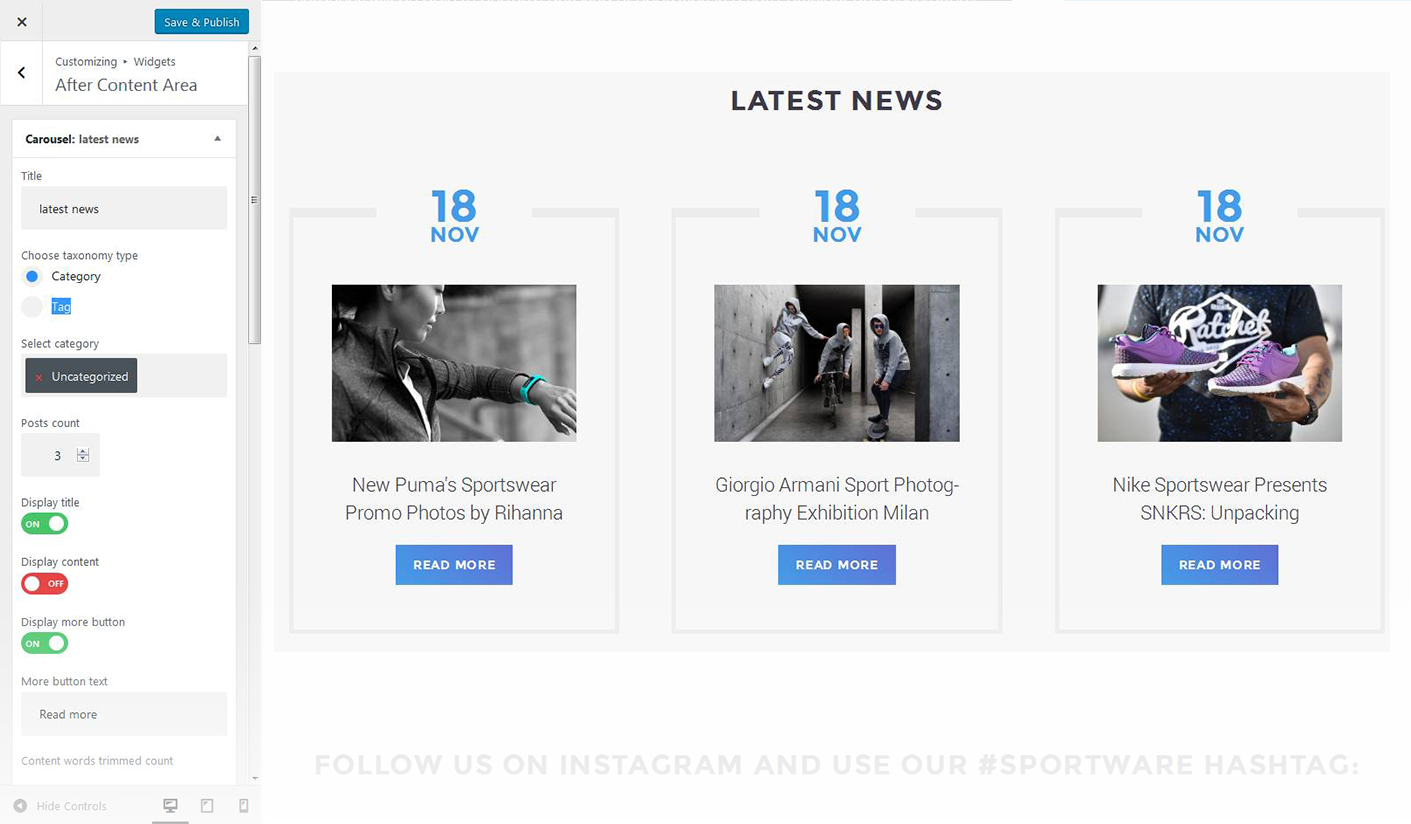 Save & Publish
Customizing ▸ Widgets
After Content Area
Carousel: latest news
Title
latest news
Choose taxonomy type
Category
Tag
Select category
× Uncategorized
Posts count
3
Display title
ON
Display content
OFF
Display more button
ON
More button text
Read more
Content words trimmed count
Hide Controls
LATEST NEWS
18
NOV
New Puma's Sportswear
Promo Photos by Rihanna
READ MORE
18
NOV
Giorgio Armani Sport Photog-
raphy Exhibition Milan
READ MORE
18
NOV
Ratchet
Nike Sportswear Presents
SNKRS: Unpacking
READ MORE
FOLLOW US ON INSTAGRAM AND USE OUR #SPORTWARE HASHTAG: